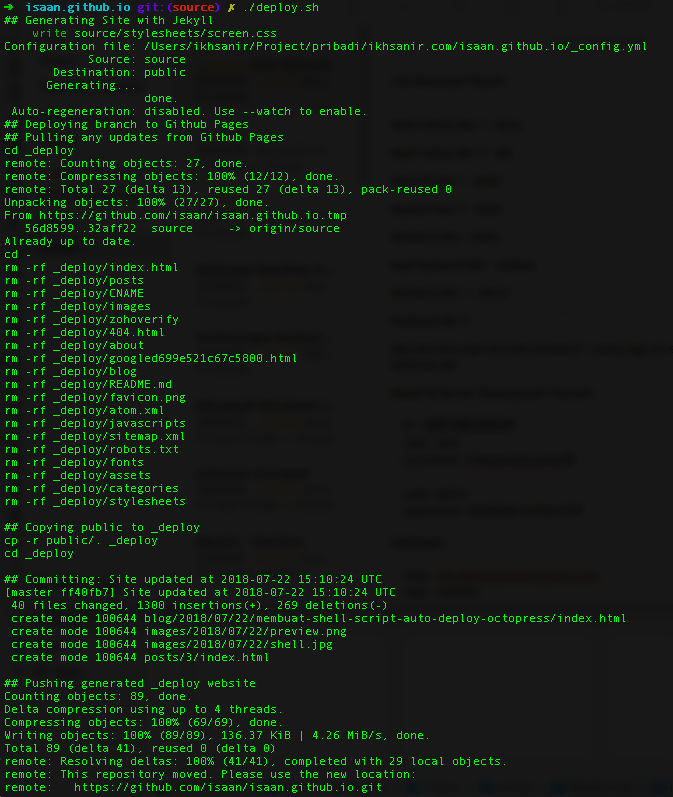 ➜  isaan.github.io git:(source) ✗ ./deploy.sh
## Generating Site with Jekyll
    write source/stylesheets/screen.css
Configuration file: /Users/ikhsanir/Project/pribadi/ikhsanir.com/isaan.github.io/_config.yml
            Source: source
       Destination: public
      Generating...
                    done.
 Auto-regeneration: disabled. Use --watch to enable.
## Deploying branch to Github Pages
## Pulling any updates from Github Pages
cd _deploy
remote: Counting objects: 27, done.
remote: Compressing objects: 100% (12/12), done.
remote: Total 27 (delta 13), reused 27 (delta 13), pack-reused 0
Unpacking objects: 100% (27/27), done.
From https://github.com/isaan/isaan.github.io.tmp
   56d8599..32aff22  source     -> origin/source
Already up to date.
cd -
rm -rf _deploy/index.html
rm -rf _deploy/posts
rm -rf _deploy/CNAME
rm -rf _deploy/images
rm -rf _deploy/zohoverify
rm -rf _deploy/404.html
rm -rf _deploy/about
rm -rf _deploy/googled699e521c67c5800.html
rm -rf _deploy/blog
rm -rf _deploy/README.md
rm -rf _deploy/favicon.png
rm -rf _deploy/atom.xml
rm -rf _deploy/javascripts
rm -rf _deploy/sitemap.xml
rm -rf _deploy/robots.txt
rm -rf _deploy/fonts
rm -rf _deploy/assets
rm -rf _deploy/categories
rm -rf _deploy/stylesheets

## Copying public to _deploy
cp -r public/. _deploy
cd _deploy

## Committing: Site updated at 2018-07-22 15:10:24 UTC
[master ff40fb7] Site updated at 2018-07-22 15:10:24 UTC
 40 files changed, 1300 insertions(+), 269 deletions(-)
 create mode 100644 blog/2018/07/22/membuat-shell-script-auto-deploy-octopress/index.html
 create mode 100644 images/2018/07/22/preview.png
 create mode 100644 images/2018/07/22/shell.jpg
 create mode 100644 posts/3/index.html

## Pushing generated _deploy website
Counting objects: 89, done.
Delta compression using up to 4 threads.
Compressing objects: 100% (69/69), done.
Writing objects: 100% (89/89), 136.37 KiB | 4.26 MiB/s, done.
Total 89 (delta 41), reused 0 (delta 0)
remote: Resolving deltas: 100% (41/41), completed with 29 local objects.
remote: This repository moved. Please use the new location:
remote:   https://github.com/isaan/isaan.github.io.git